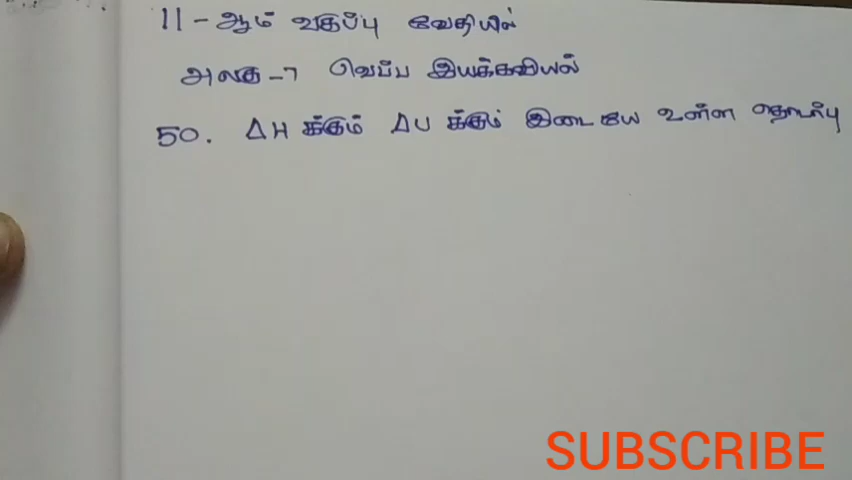 11 - ஆம் வகுப்பு வேதியியல்
அலகு - 7 வெப்ப இயக்கவியல்
50. ΔH க்கும் ΔU க்கும் இடையே உள்ள தொடர்பு
SUBSCRIBE